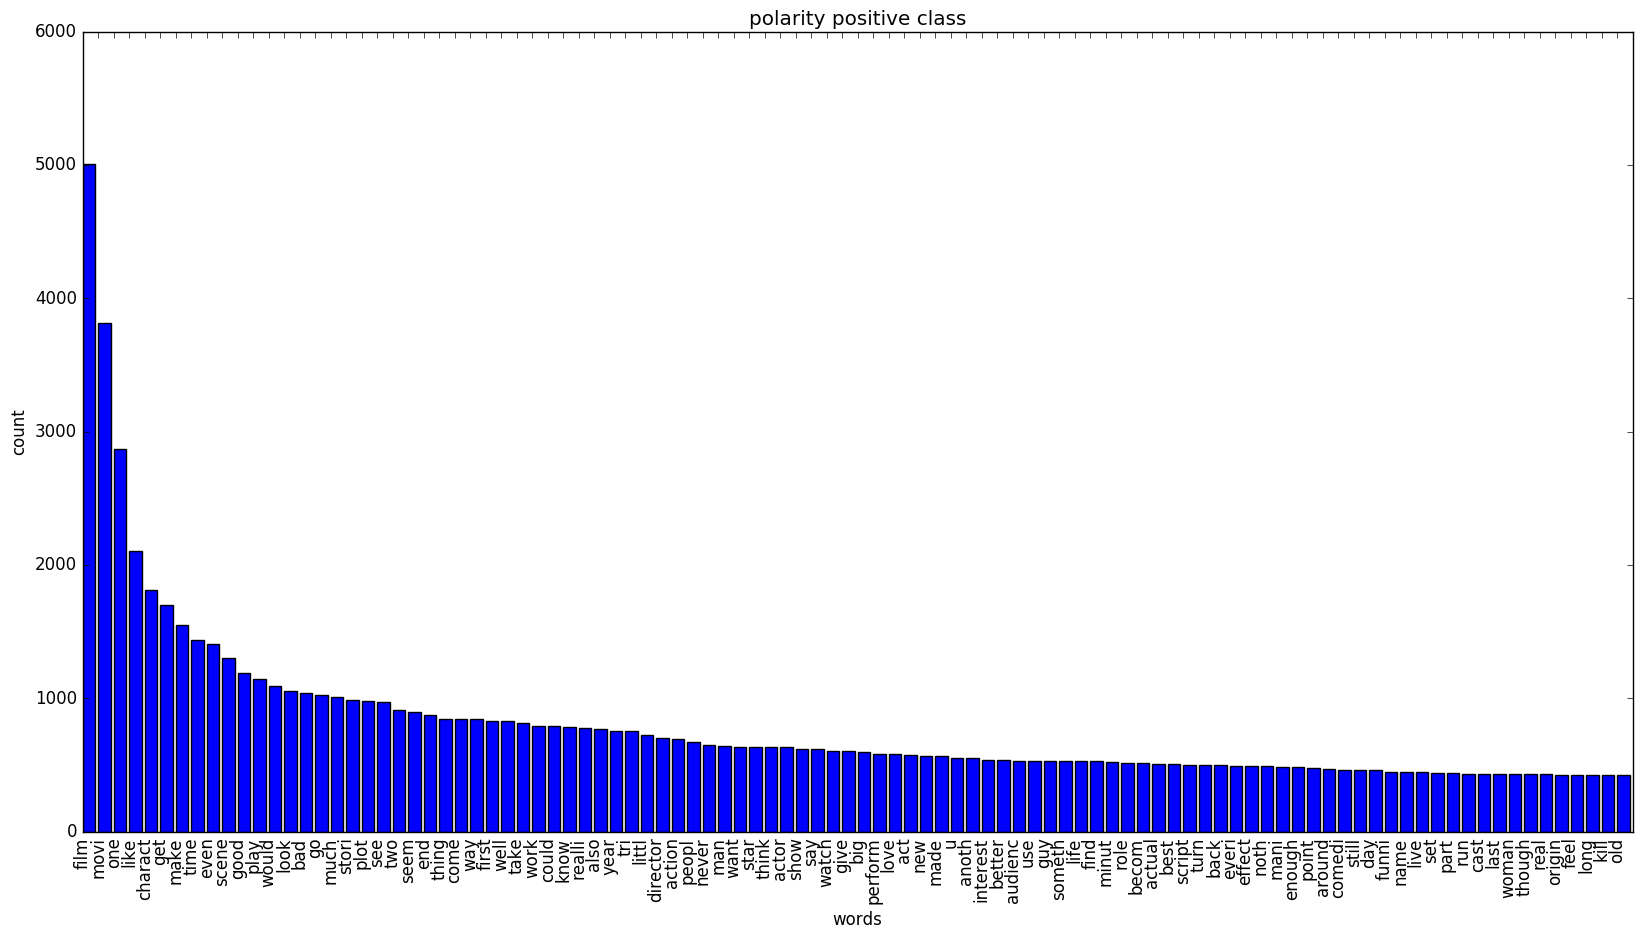 polarity positive class
6000
5000
4000
3000
2000
1000
0
count
film
movi
one
like
charact
get
make
time
even
scene
good
play
would
look
bad
go
much
stori
plot
see
two
seem
end
thing
come
way
first
well
take
work
could
know
realli
also
year
tri
littl
director
action
peopl
never
man
want
star
think
actor
show
say
watch
give
big
perform
love
act
new
made
u
anoth
interest
better
audienc
use
guy
someth
life
find
minut
role
becom
actual
best
script
turn
back
everi
effect
noth
mani
enough
point
around
comedi
still
day
funni
name
live
set
part
run
cast
last
woman
though
real
origin
feel
long
kill
old
words